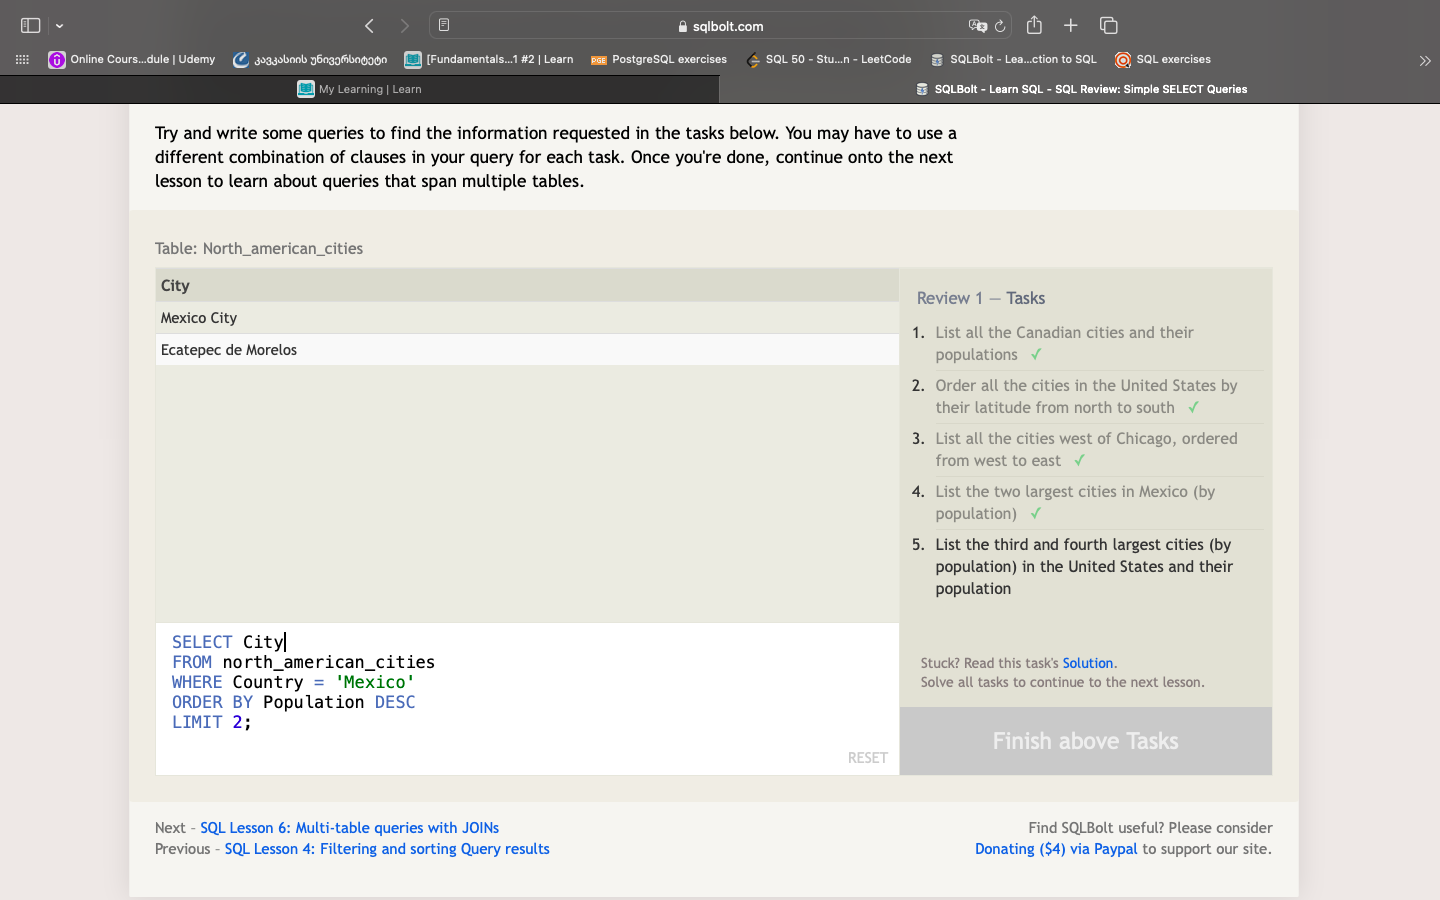 sqlbolt.com
Online Cours...dule | Udemy
კავკასიის უნივერსიტეტი
[Fundamentals...1 #2 | Learn
PGE PostgreSQL exercises
SQL 50 - Stu...n - LeetCode
SQLBolt - Lea...ction to SQL
SQL exercises
My Learning | Learn
SQLBolt - Learn SQL - SQL Review: Simple SELECT Queries
Try and write some queries to find the information requested in the tasks below. You may have to use a
different combination of clauses in your query for each task. Once you're done, continue onto the next
lesson to learn about queries that span multiple tables.
Table: North_american_cities
City
Mexico City
Ecatepec de Morelos
Review 1 — Tasks
1. List all the Canadian cities and their
populations ✓
2. Order all the cities in the United States by
their latitude from north to south ✓
3. List all the cities west of Chicago, ordered
from west to east ✓
4. List the two largest cities in Mexico (by
population) ✓
5. List the third and fourth largest cities (by
population) in the United States and their
population
SELECT City
FROM north_american_cities
WHERE Country = 'Mexico'
ORDER BY Population DESC
LIMIT 2;
RESET
Stuck? Read this task's Solution.
Solve all tasks to continue to the next lesson.
Finish above Tasks
Next – SQL Lesson 6: Multi-table queries with JOINs
Previous – SQL Lesson 4: Filtering and sorting Query results
Find SQLBolt useful? Please consider
Donating ($4) via Paypal to support our site.